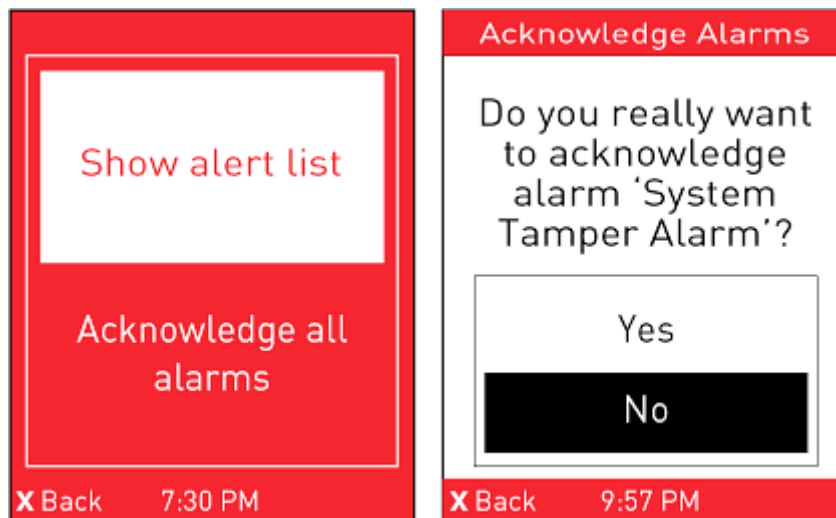 Show alert list
Acknowledge all
alarms
X Back 7:30 PM
Acknowledge Alarms
Do you really want
to acknowledge
alarm ‘System
Tamper Alarm’?
Yes
No
X Back 9:57 PM